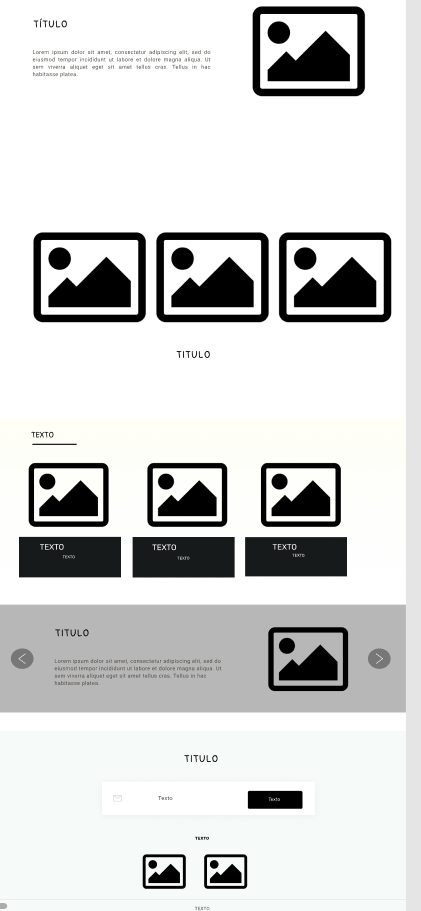 TÍTULO
Lorem ipsum dolor sit amet, consectetur adipiscing elit, sed do
eiusmod tempor incididunt ut labore et dolore magna aliqua. Ut
sem viverra aliquet eget sit amet tellus cras. Tellus in hac
habitasse platea.
TITULO
TEXTO
TEXTO
TEXTO
TEXTO
TEXTO
TEXTO
TEXTO
TITULO
Lorem ipsum dolor sit amet, consectetur adipiscing elit, sed do
eiusmod tempor incididunt ut labore et dolore magna aliqua. Ut
sem viverra aliquet eget sit amet tellus cras. Tellus in hac
habitasse platea.
TITULO
Texto
Texto
TEXTO
TEXTO